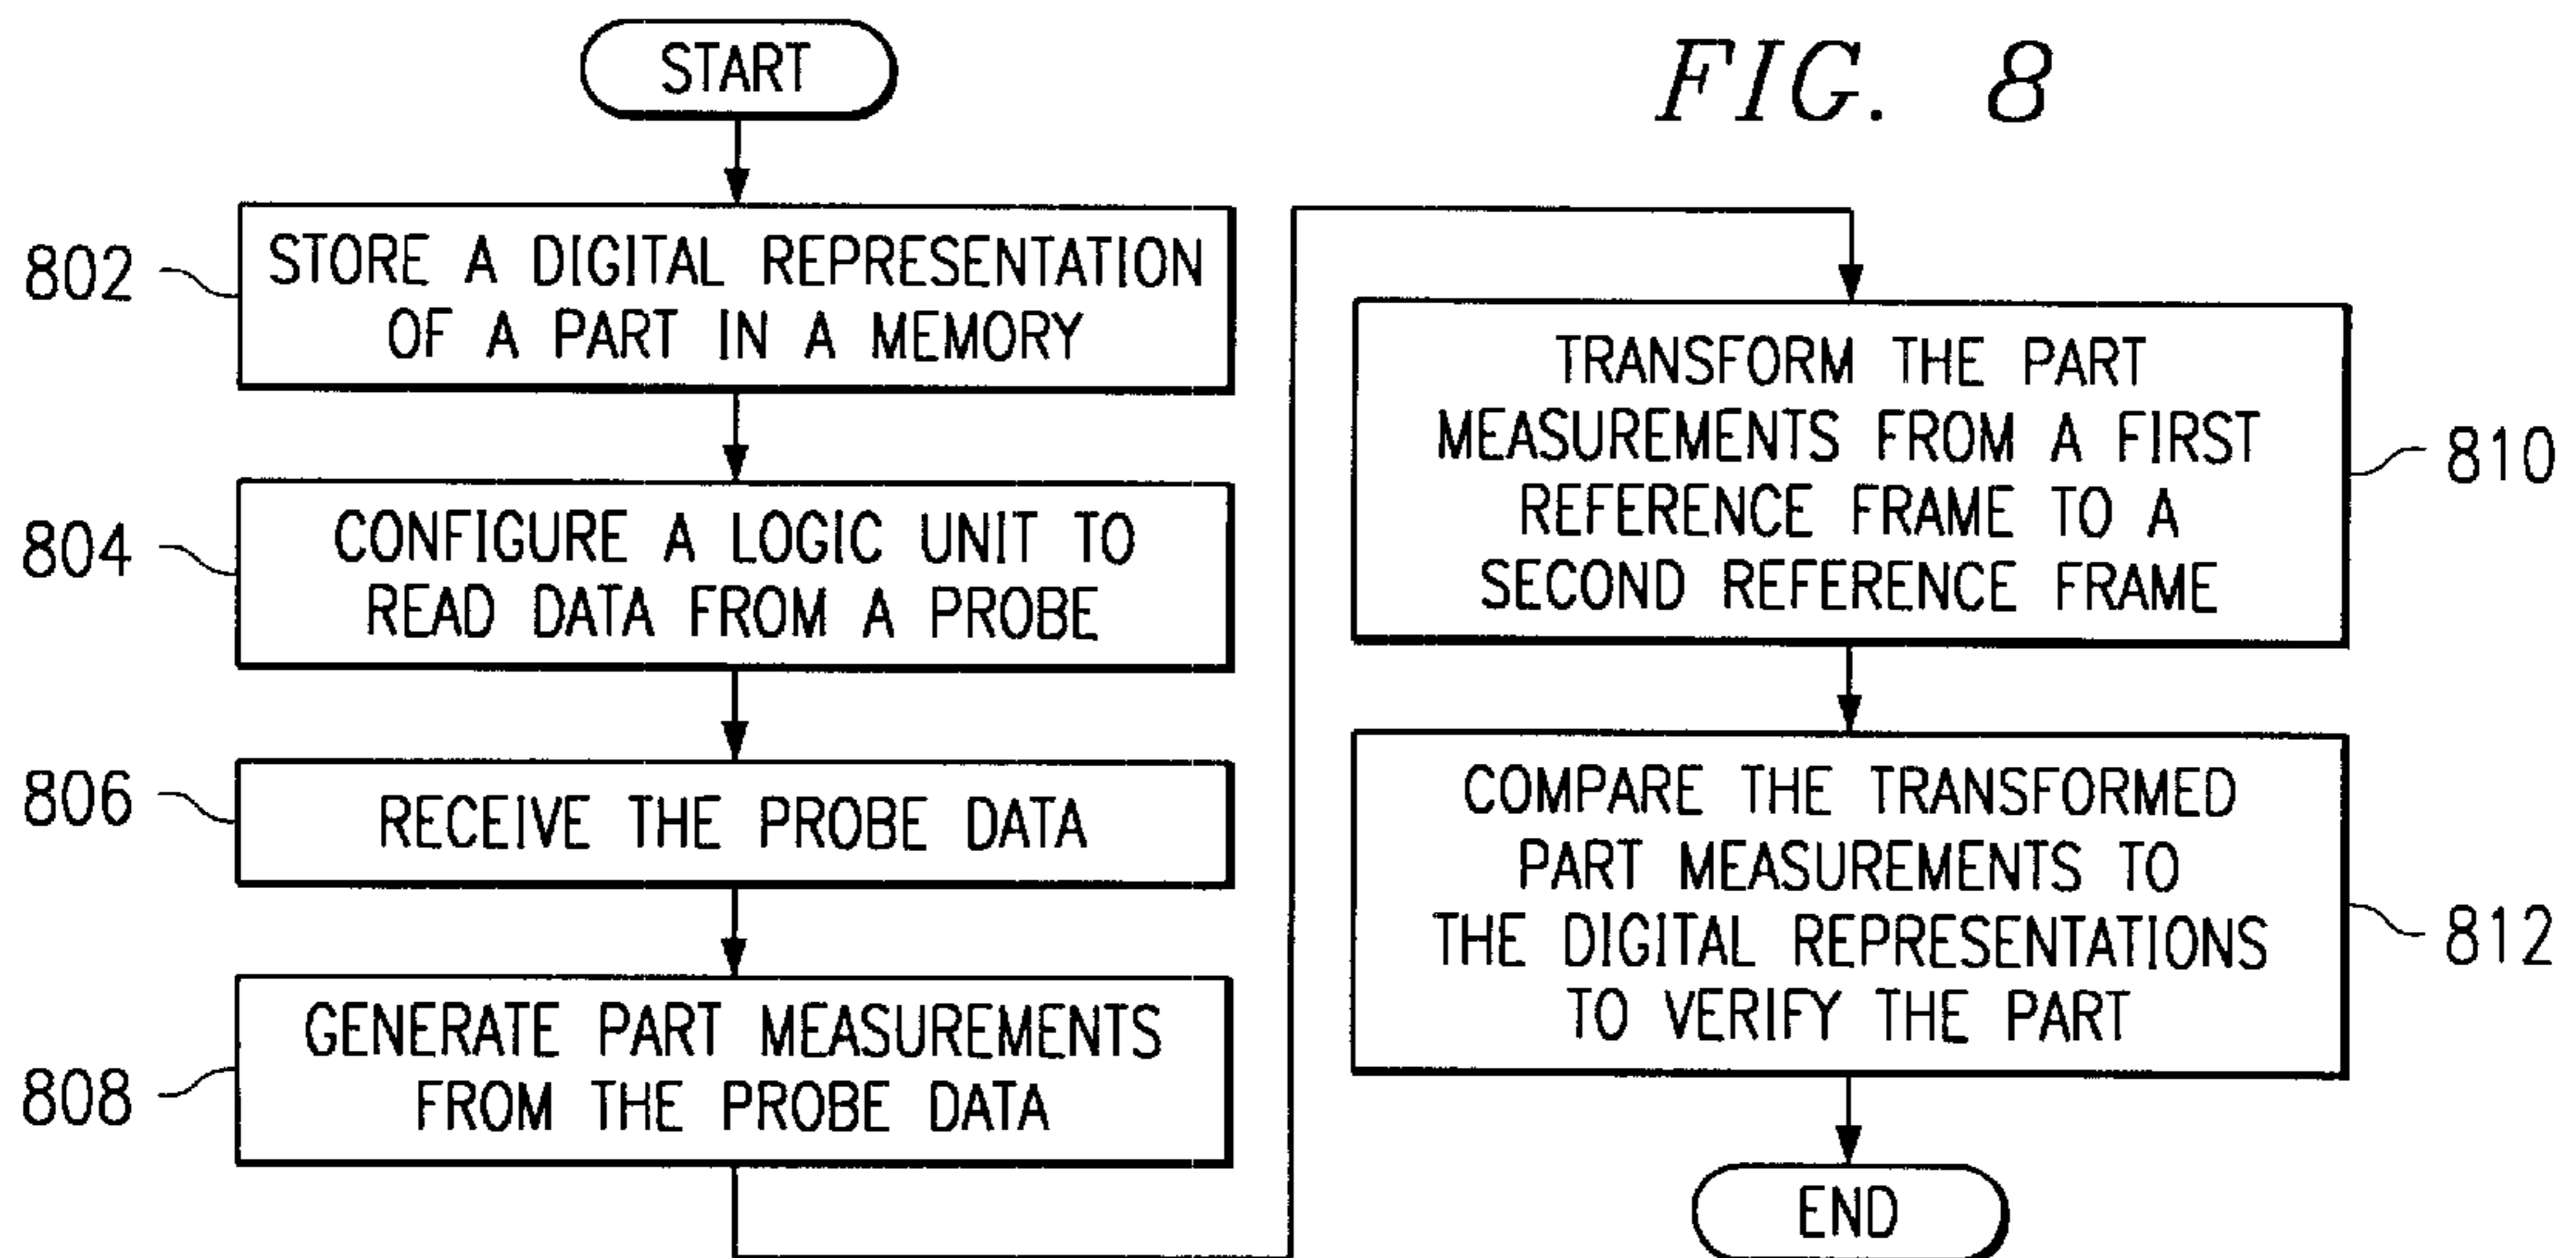 FIG. 8
START
802
STORE A DIGITAL REPRESENTATION
OF A PART IN A MEMORY
804
CONFIGURE A LOGIC UNIT TO
READ DATA FROM A PROBE
806
RECEIVE THE PROBE DATA
808
GENERATE PART MEASUREMENTS
FROM THE PROBE DATA
TRANSFORM THE PART
MEASUREMENTS FROM A FIRST
REFERENCE FRAME TO A
SECOND REFERENCE FRAME
810
COMPARE THE TRANSFORMED
PART MEASUREMENTS TO
THE DIGITAL REPRESENTATIONS
TO VERIFY THE PART
812
END